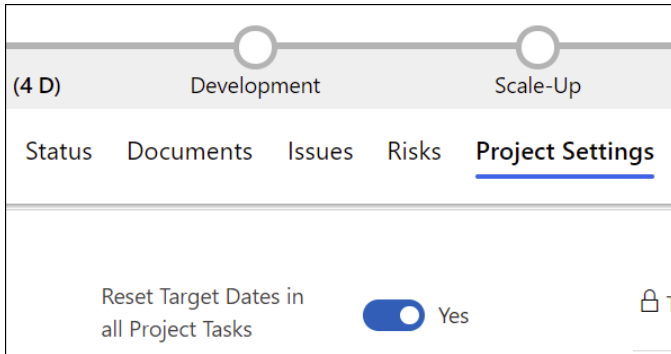 (4 D) Development Scale-Up
Status Documents Issues Risks Project Settings
Reset Target Dates in
all Project Tasks
Yes